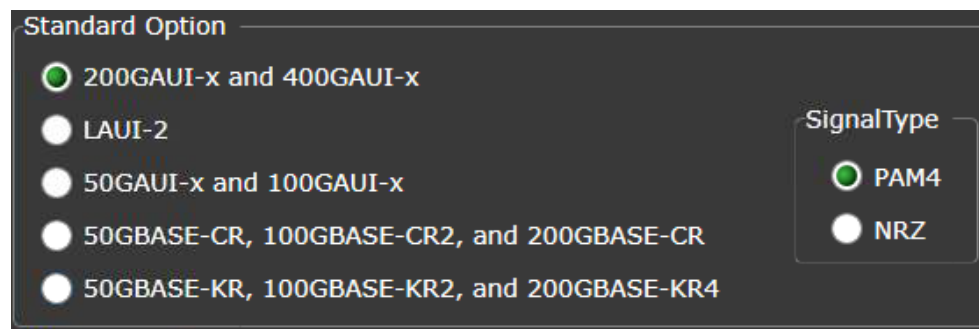 Standard Option
200GAUI-x and 400GAUI-x
LAUI-2
50GAUI-x and 100GAUI-x
50GBASE-CR, 100GBASE-CR2, and 200GBASE-CR
50GBASE-KR, 100GBASE-KR2, and 200GBASE-KR4
SignalType
PAM4
NRZ